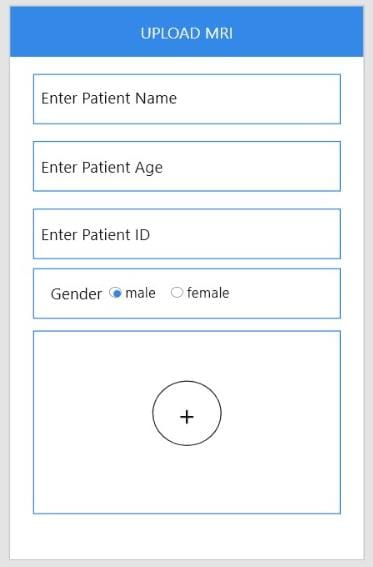 UPLOAD MRI
Enter Patient Name
Enter Patient Age
Enter Patient ID
Gender male female
+